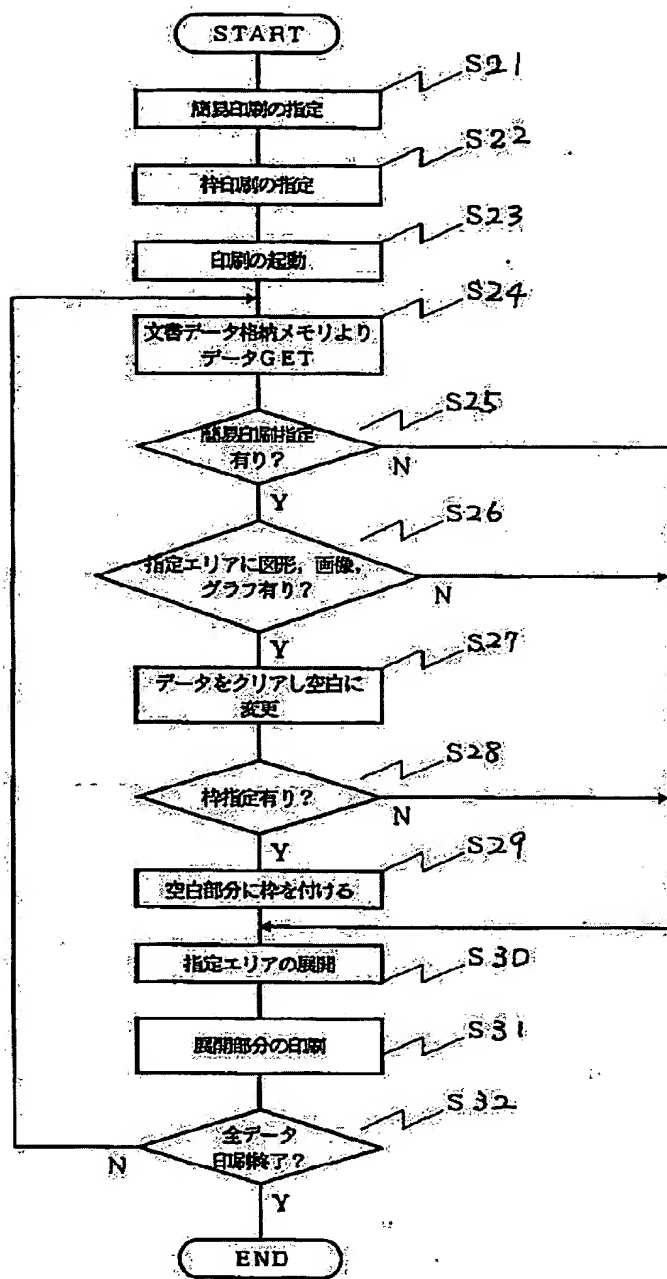 START
S21
簡易印刷の指定
S22
枠印刷の指定
S23
印刷の起動
S24
文書データ格納メモリより
データGET
S25
簡易印刷指定
有り?
N
Y
S26
指定エリアに図形,画像,
グラフ有り?
N
Y
S27
データをクリアし空白に
変更
S28
枠指定有り?
N
Y
S29
空白部分に枠を付ける
指定エリアの展開
S30
展開部分の印刷
S31
S32
全データ
印刷終了?
N
Y
END